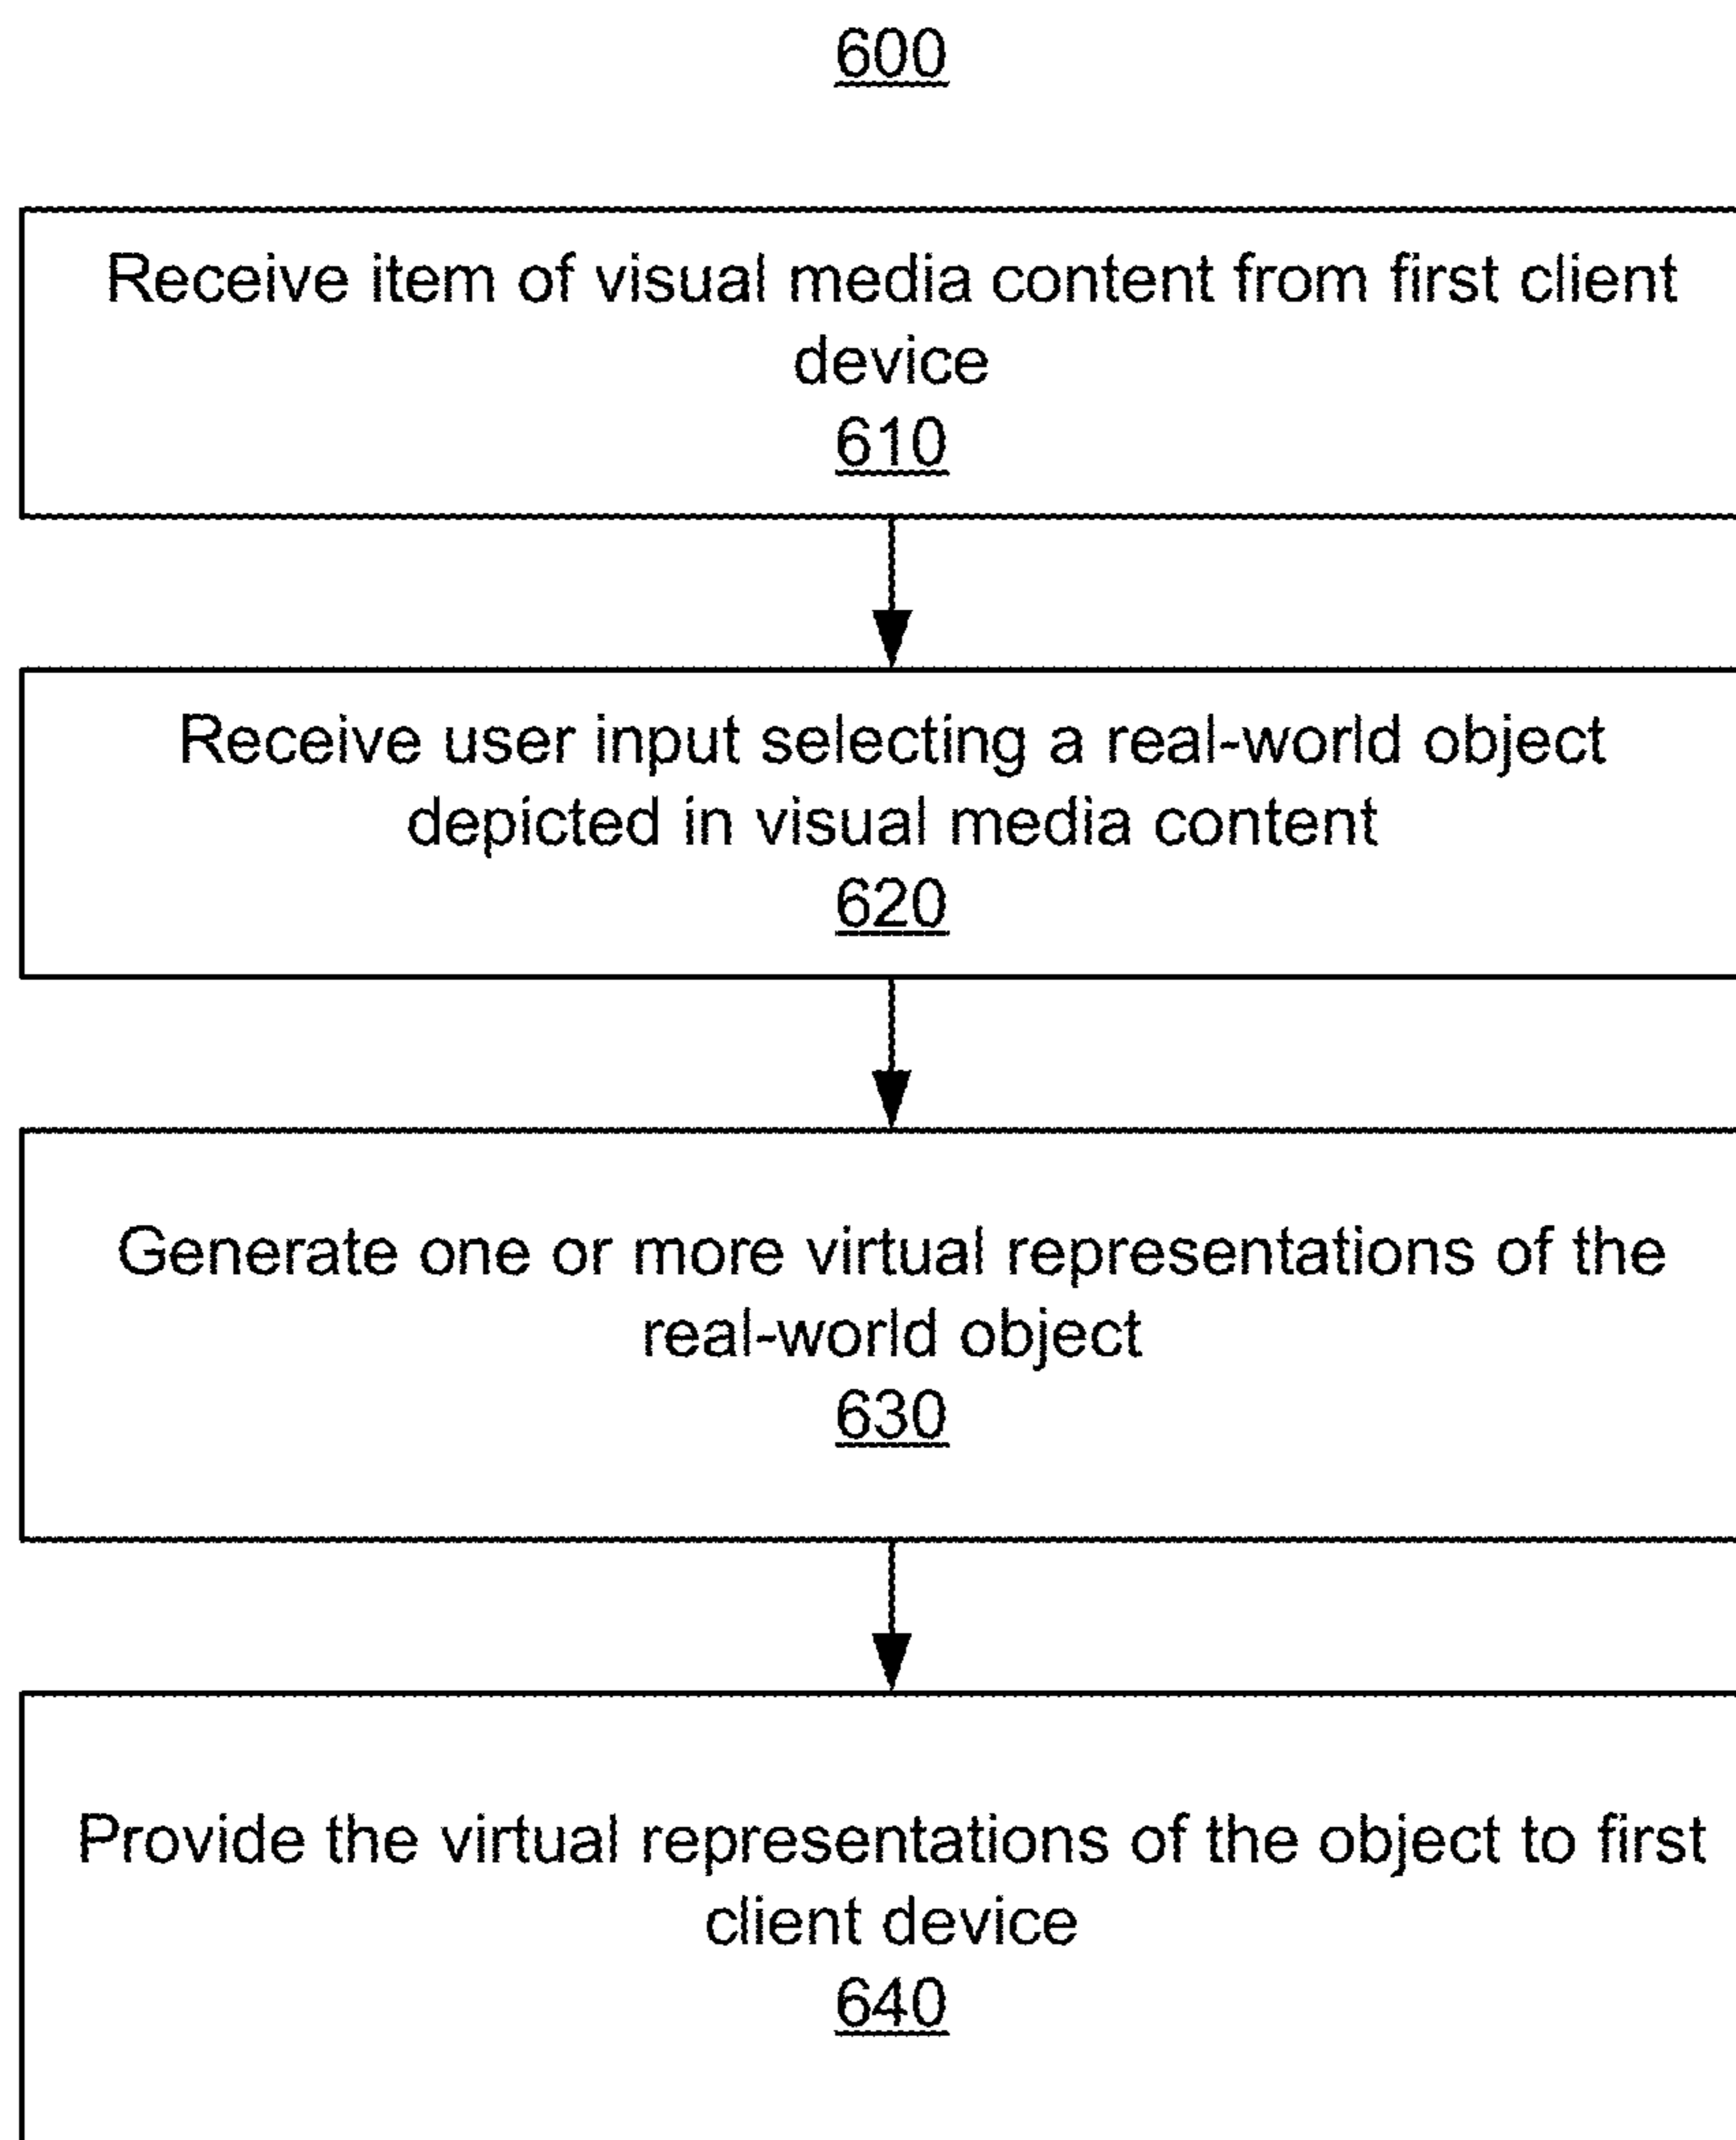 600
Receive item of visual media content from first client
device
610
Receive user input selecting a real-world object
depicted in visual media content
620
Generate one or more virtual representations of the
real-world object
630
Provide the virtual representations of the object to first
client device
640